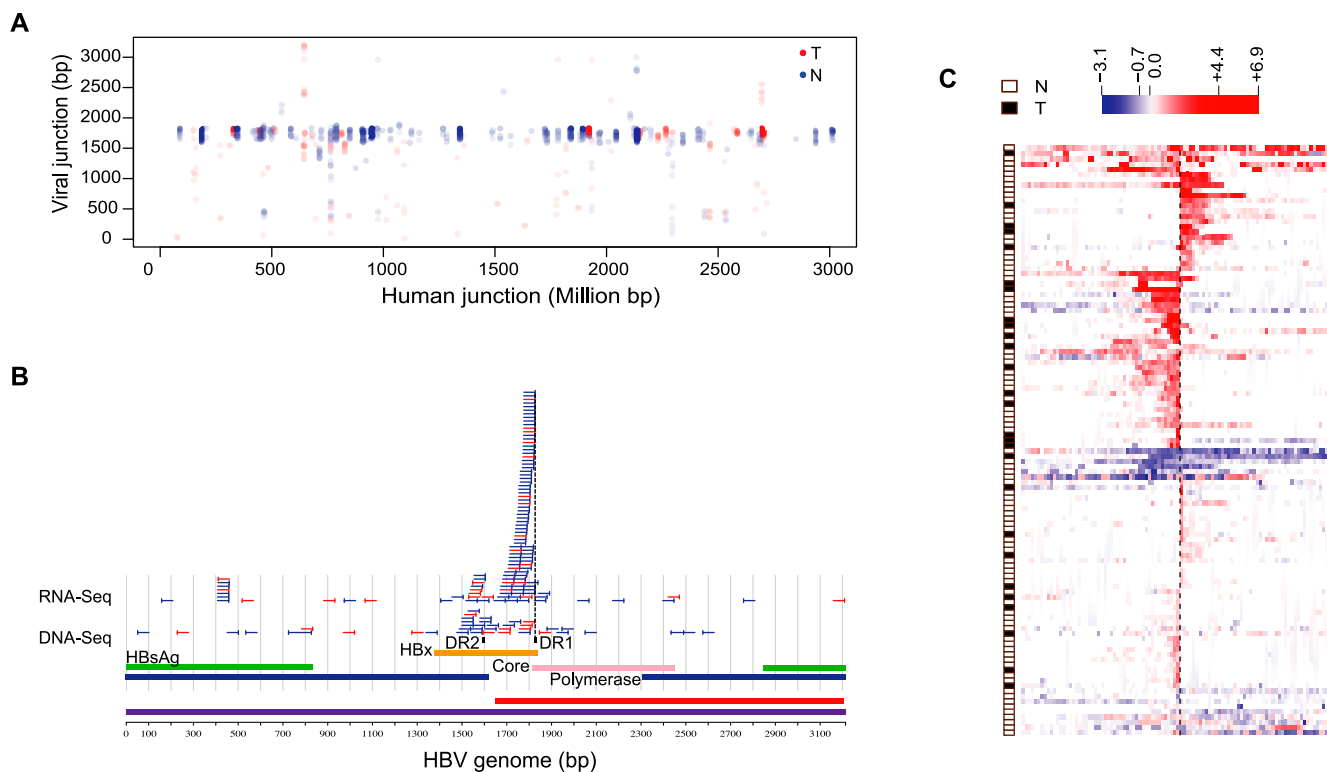 A
Viral junction (bp)
3000
2500
2000
1500
1000
500
0
T
N
0 500 1000 1500 2000 2500 3000
Human junction (Million bp)
B
RNA-Seq
DNA-Seq
HBx
DR2
DR1
HBsAg
Core
Polymerase
0 100 300 500 700 900 1100 1300 1500 1700 1900 2100 2300 2500 2700 2900 3100
HBV genome (bp)
C
N
T
−3.1 −0.7 0.0 +4.4 +6.9